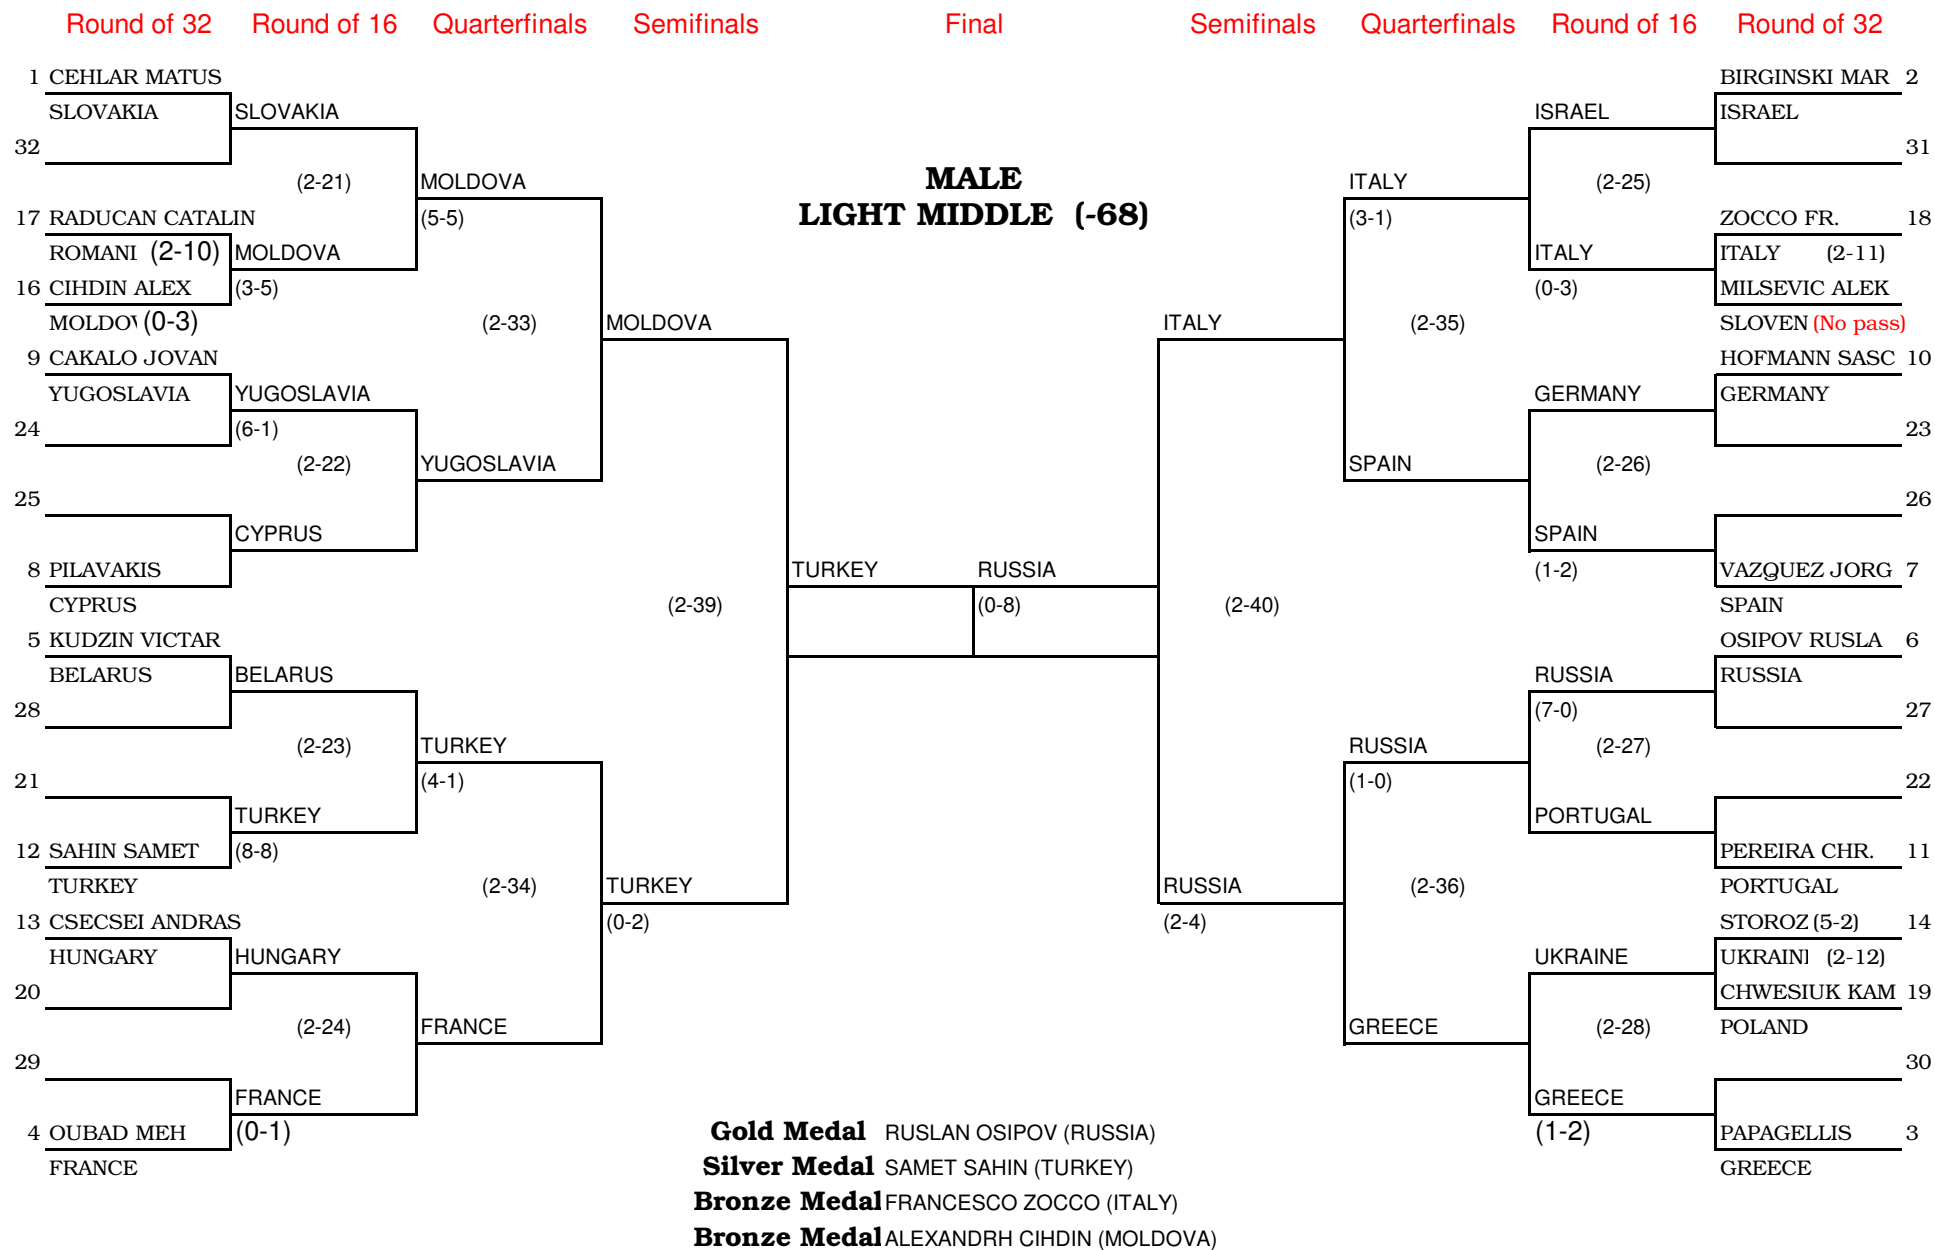 Round of 32 Round of 16 Quarterfinals Semifinals Final Semifinals Quarterfinals Round of 16 Round of 32
1 CEHLAR MATUS BIRGINSKI MAR 2
SLOVAKIA SLOVAKIA ISRAEL ISRAEL
32 31
(2-21) MOLDOVA MALE ITALY (2-25)
17 RADUCAN CATALIN (5-5) LIGHT MIDDLE (-68) (3-1) ZOCCO FR. 18
ROMANI (2-10) MOLDOVA ITALY ITALY (2-11)
16 CIHDIN ALEX (3-5) (0-3) MILSEVIC ALEK
MOLDOV (0-3) (2-33) MOLDOVA ITALY (2-35) SLOVEN (No pass)
9 CAKALO JOVAN HOFMANN SASC 10
YUGOSLAVIA YUGOSLAVIA GERMANY GERMANY
24 (6-1) 23
(2-22) YUGOSLAVIA SPAIN (2-26)
25 26
CYPRUS SPAIN
8 PILAVAKIS TURKEY RUSSIA (1-2) VAZQUEZ JORG 7
CYPRUS (2-39) (0-8) (2-40) SPAIN
5 KUDZIN VICTAR OSIPOV RUSLA 6
BELARUS BELARUS RUSSIA RUSSIA
28 (7-0) 27
(2-23) TURKEY RUSSIA (2-27)
21 (4-1) (1-0) 22
TURKEY PORTUGAL
12 SAHIN SAMET (8-8) PEREIRA CHR. 11
TURKEY (2-34) TURKEY RUSSIA (2-36) PORTUGAL
13 CSECSEI ANDRAS (0-2) (2-4) STOROZ (5-2) 14
HUNGARY HUNGARY UKRAINE UKRAINI (2-12)
20 CHWESIUK KAM 19
(2-24) FRANCE GREECE (2-28) POLAND
29 30
FRANCE GREECE
4 OUBAD MEH (0-1) Gold Medal RUSLAN OSIPOV (RUSSIA) (1-2) PAPAGELLIS 3
FRANCE Silver Medal SAMET SAHIN (TURKEY) GREECE
Bronze Medal FRANCESCO ZOCCO (ITALY)
Bronze Medal ALEXANDRH CIHDIN (MOLDOVA)